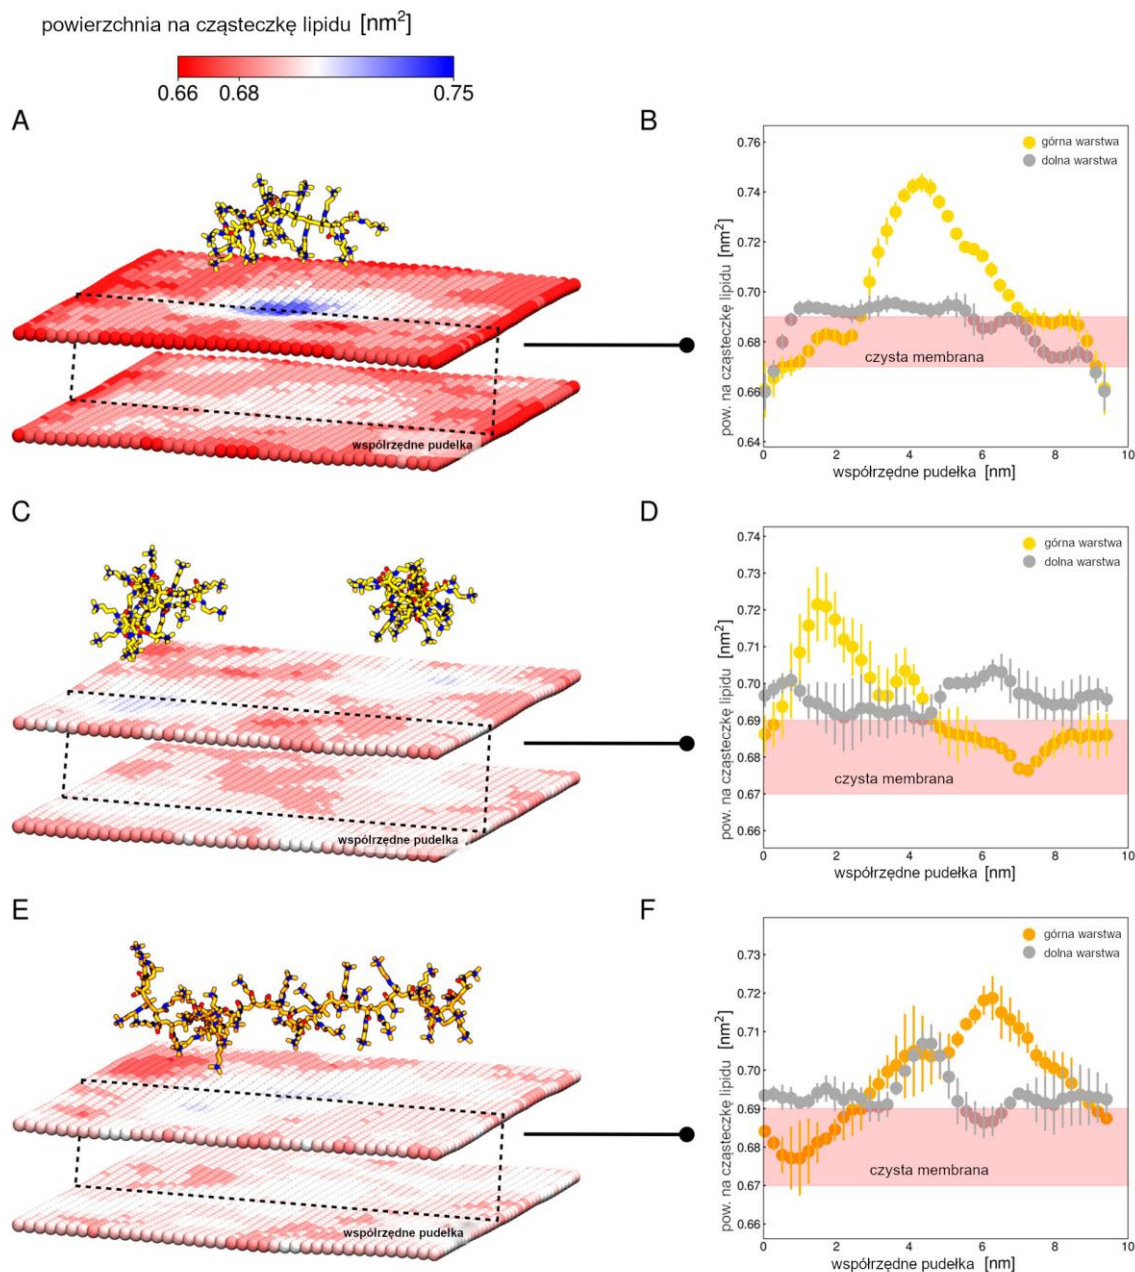 powierzchnia na cząsteczkę lipidu [nm²]
0.66 0.68 0.75
A
współrzędne pudełka
B
górna warstwa
dolna warstwa
czysta membrana
pow. na cząsteczkę lipidu [nm²]
0.76
0.74
0.72
0.70
0.68
0.66
0.64
0 2 4 6 8 10
współrzędne pudełka [nm]
C
współrzędne pudełka
D
górna warstwa
dolna warstwa
czysta membrana
pow. na cząsteczkę lipidu [nm²]
0.74
0.73
0.72
0.71
0.70
0.69
0.68
0.67
0.66
0 2 4 6 8 10
współrzędne pudełka [nm]
E
współrzędne pudełka
F
górna warstwa
dolna warstwa
czysta membrana
pow. na cząsteczkę lipidu [nm²]
0.73
0.72
0.71
0.70
0.69
0.68
0.67
0.66
0 2 4 6 8 10
współrzędne pudełka [nm]